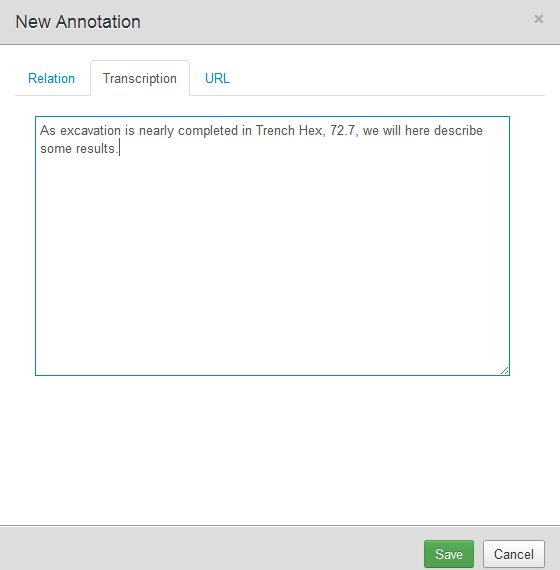 New Annotation ×
Relation Transcription URL
As excavation is nearly completed in Trench Hex, 72.7, we will here describe
some results.
Save Cancel